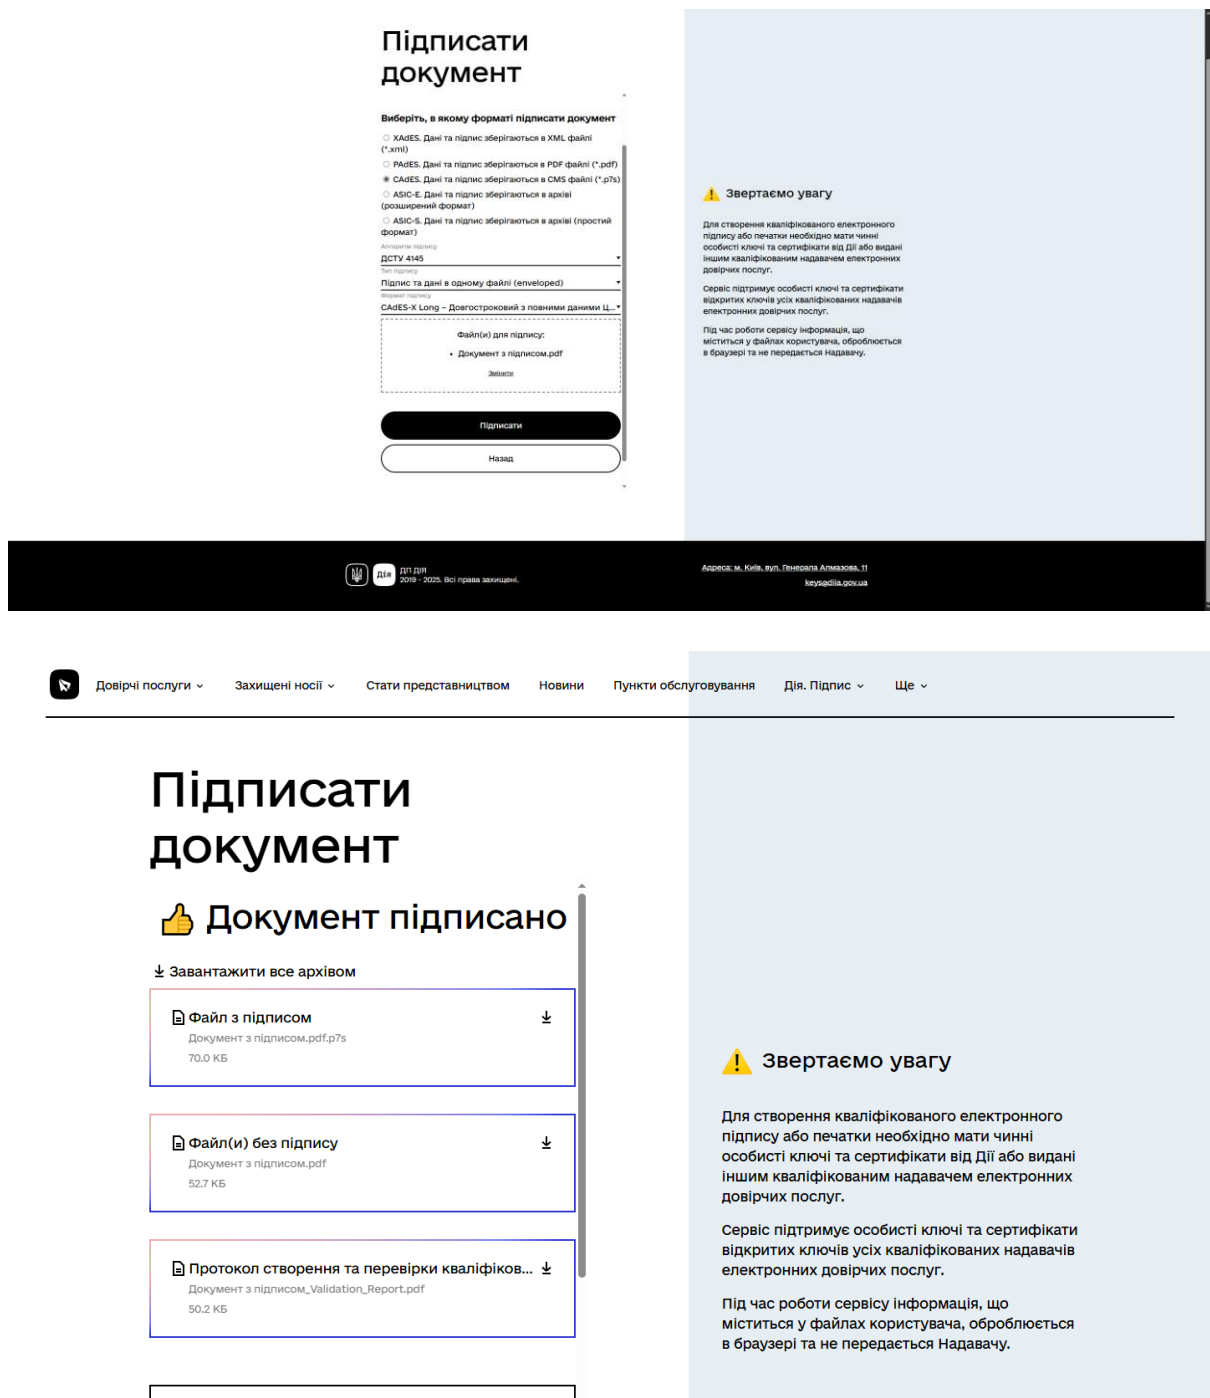 Підписати
документ
Виберіть, в якому форматі підписати документ
XAdES. Дані та підпис зберігаються в XML файлі
(*.xml)
PAdES. Дані та підпис зберігаються в PDF файлі (*.pdf)
CAdES. Дані та підпис зберігаються в CMS файлі (*.p7s)
ASIC-E. Дані та підпис зберігаються в архіві
(розширений формат)
ASIC-S. Дані та підпис зберігаються в архіві (простий
формат)
Алгоритм підпису
ДСТУ 4145
Тип підпису
Підпис та дані в одному файлі (enveloped)
Формат підпису
CAdES-X Long – Довгостроковий з повними даними Ц...
Файл(и) для підпису:
• Документ з підписом.pdf
Змінити
Підписати
Назад
Звертаємо увагу
Для створення кваліфікованого електронного
підпису або печатки необхідно мати чинні
особисті ключі та сертифікати від Дії або видані
іншим кваліфікованим надавачем електронних
довірчих послуг.
Сервіс підтримує особисті ключі та сертифікати
відкритих ключів усіх кваліфікованих надавачів
електронних довірчих послуг.
Під час роботи сервісу інформація, що
міститься у файлах користувача, оброблюється
в браузері та не передається Надавачу.
Дія
ДП ДІЯ
2019 - 2025. Всі права захищені.
Адреса: м. Київ, вул. Генерала Алмазова, 11
keys@diia.gov.ua
Довірчі послуги Захищені носії Стати представництвом Новини Пункти обслуговування Дія. Підпис Ще
Підписати
документ
Документ підписано
Завантажити все архівом
Файл з підписом
Документ з підписом.pdf.p7s
70.0 КБ
Файл(и) без підпису
Документ з підписом.pdf
52.7 КБ
Протокол створення та перевірки кваліфіков...
Документ з підписом_Validation_Report.pdf
50.2 КБ
Звертаємо увагу
Для створення кваліфікованого електронного
підпису або печатки необхідно мати чинні
особисті ключі та сертифікати від Дії або видані
іншим кваліфікованим надавачем електронних
довірчих послуг.
Сервіс підтримує особисті ключі та сертифікати
відкритих ключів усіх кваліфікованих надавачів
електронних довірчих послуг.
Під час роботи сервісу інформація, що
міститься у файлах користувача, оброблюється
в браузері та не передається Надавачу.